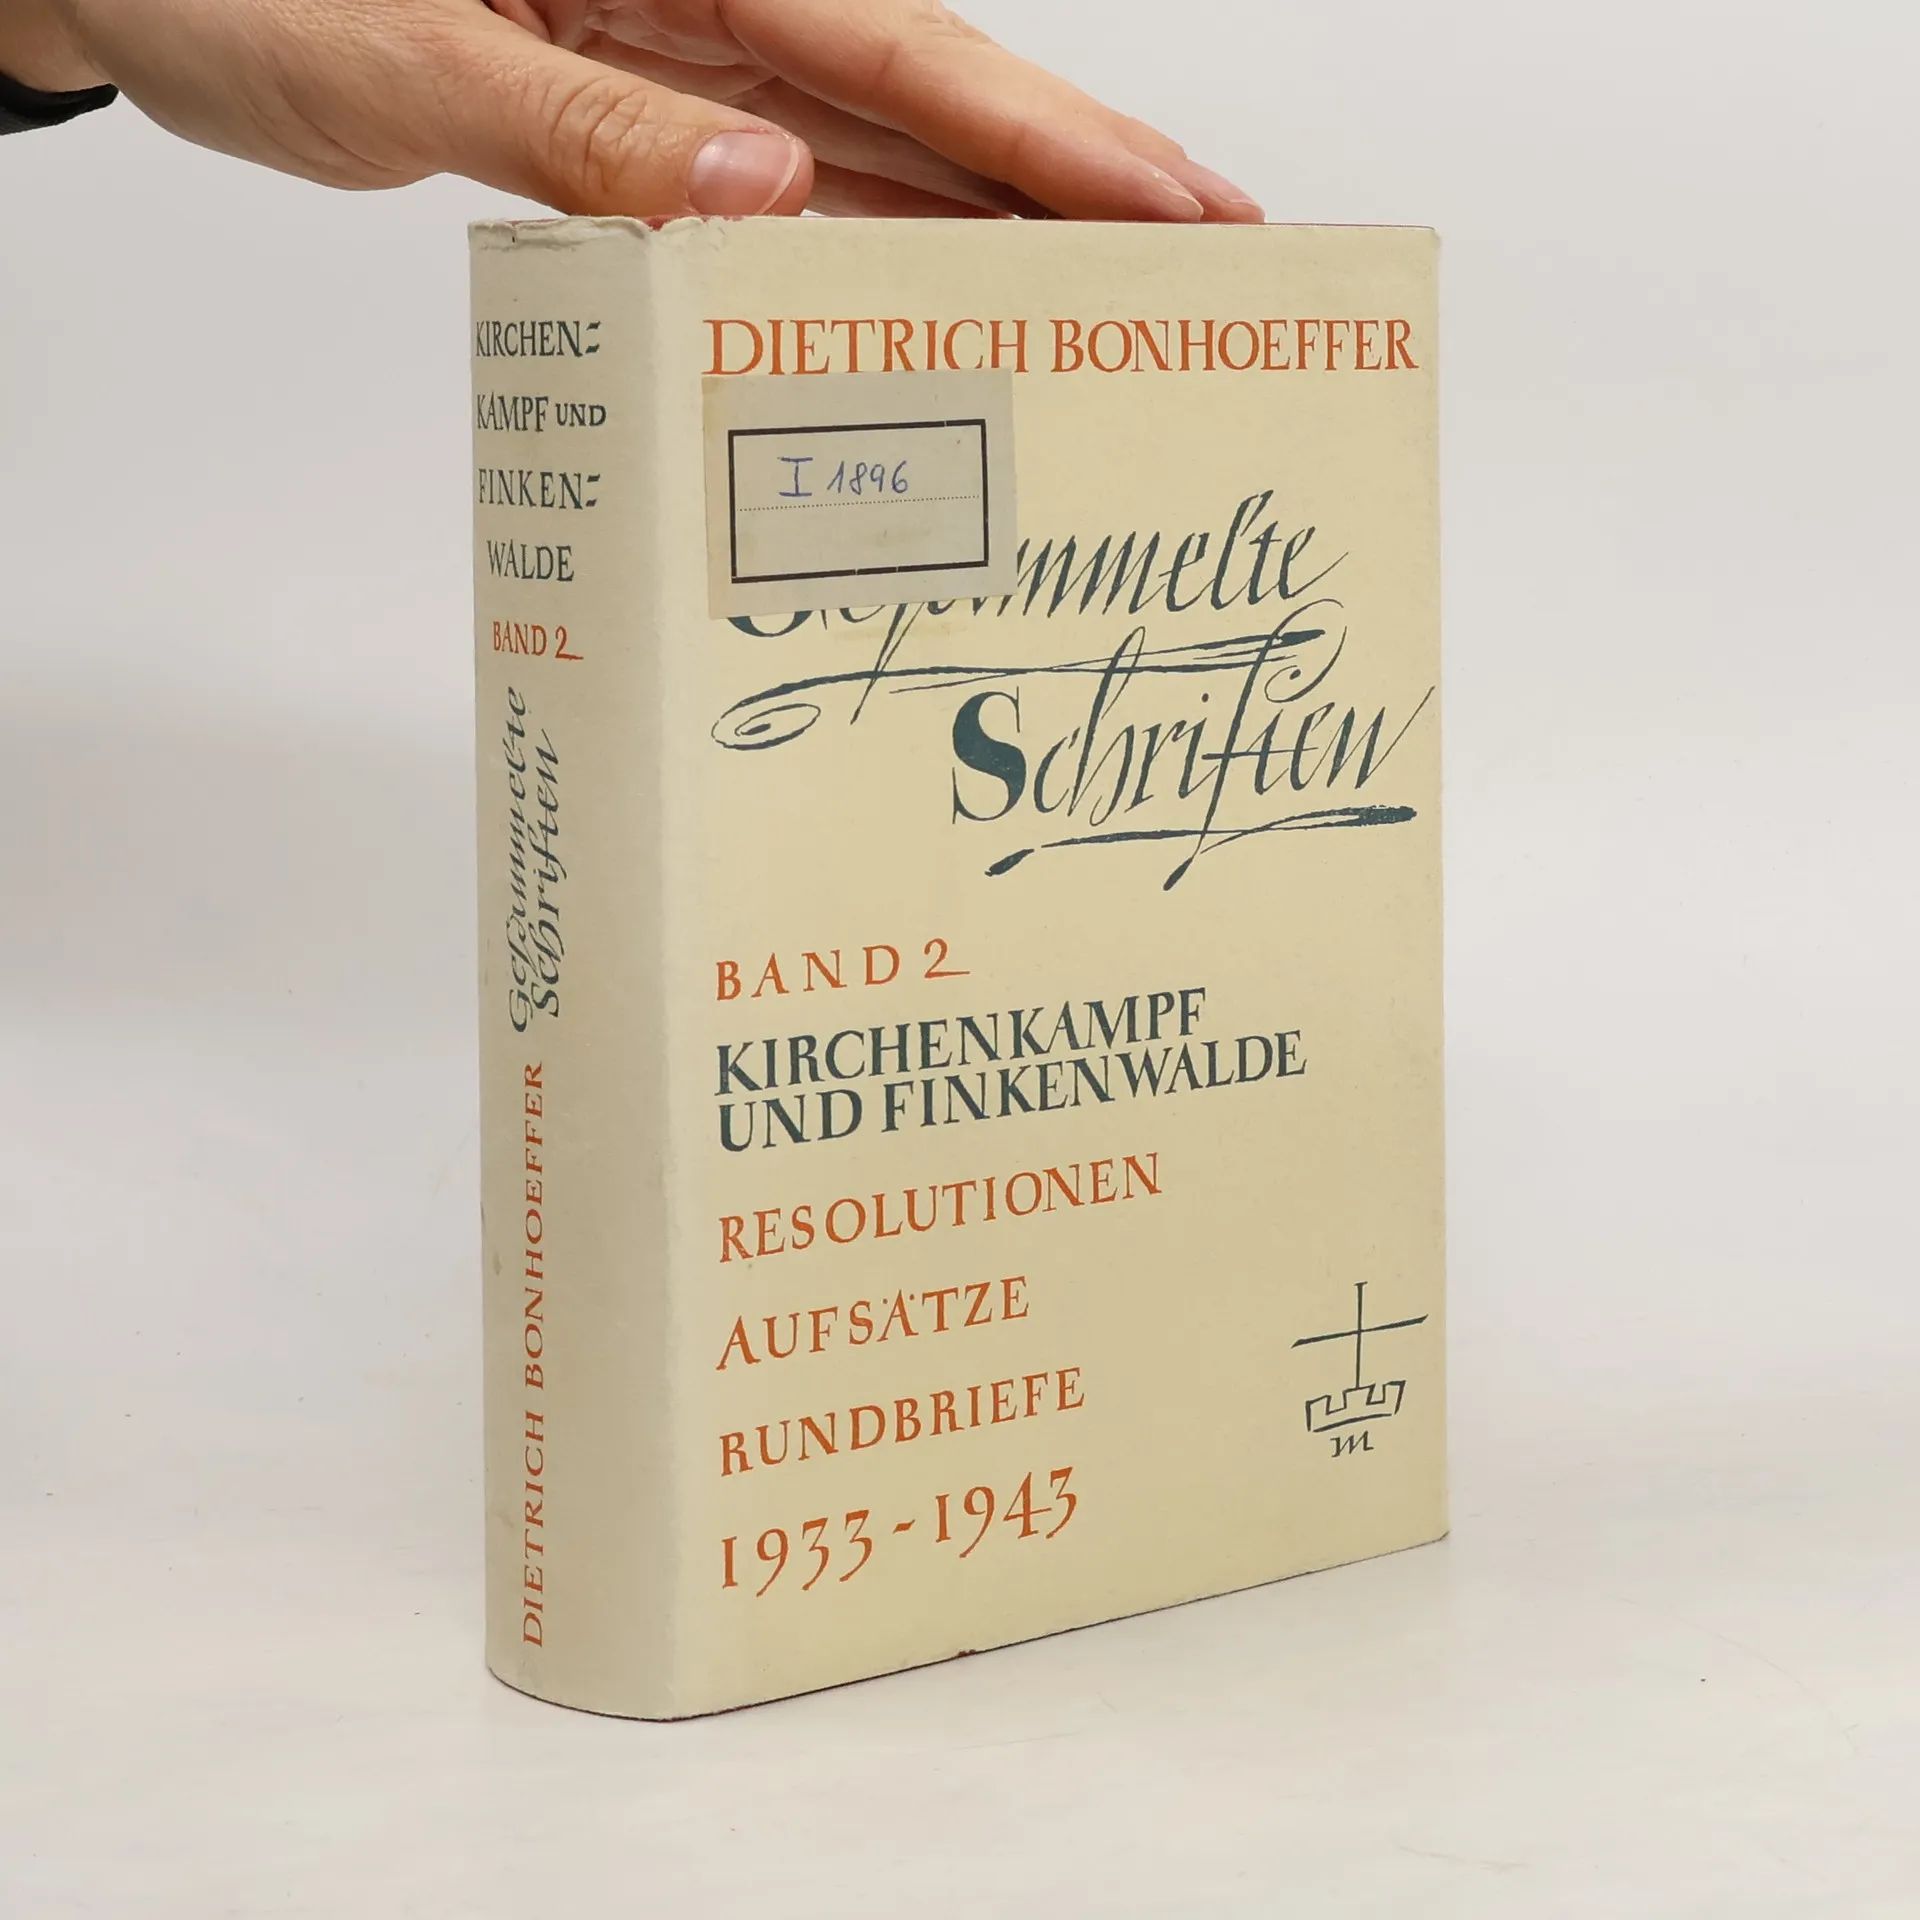 KIRCHEN=
KAMPF UND
FINKEN=
WALDE
BAND 2
Gesammelte
Schriften
DIETRICH BONHOEFFER
DIETRICH BONHOEFFER
I 1896
Gesammelte
Schriften
BAND 2
KIRCHENKAMPF
UND FINKENWALDE
RESOLUTIONEN
AUFSÄTZE
RUNDBRIEFE
1933-1943
m